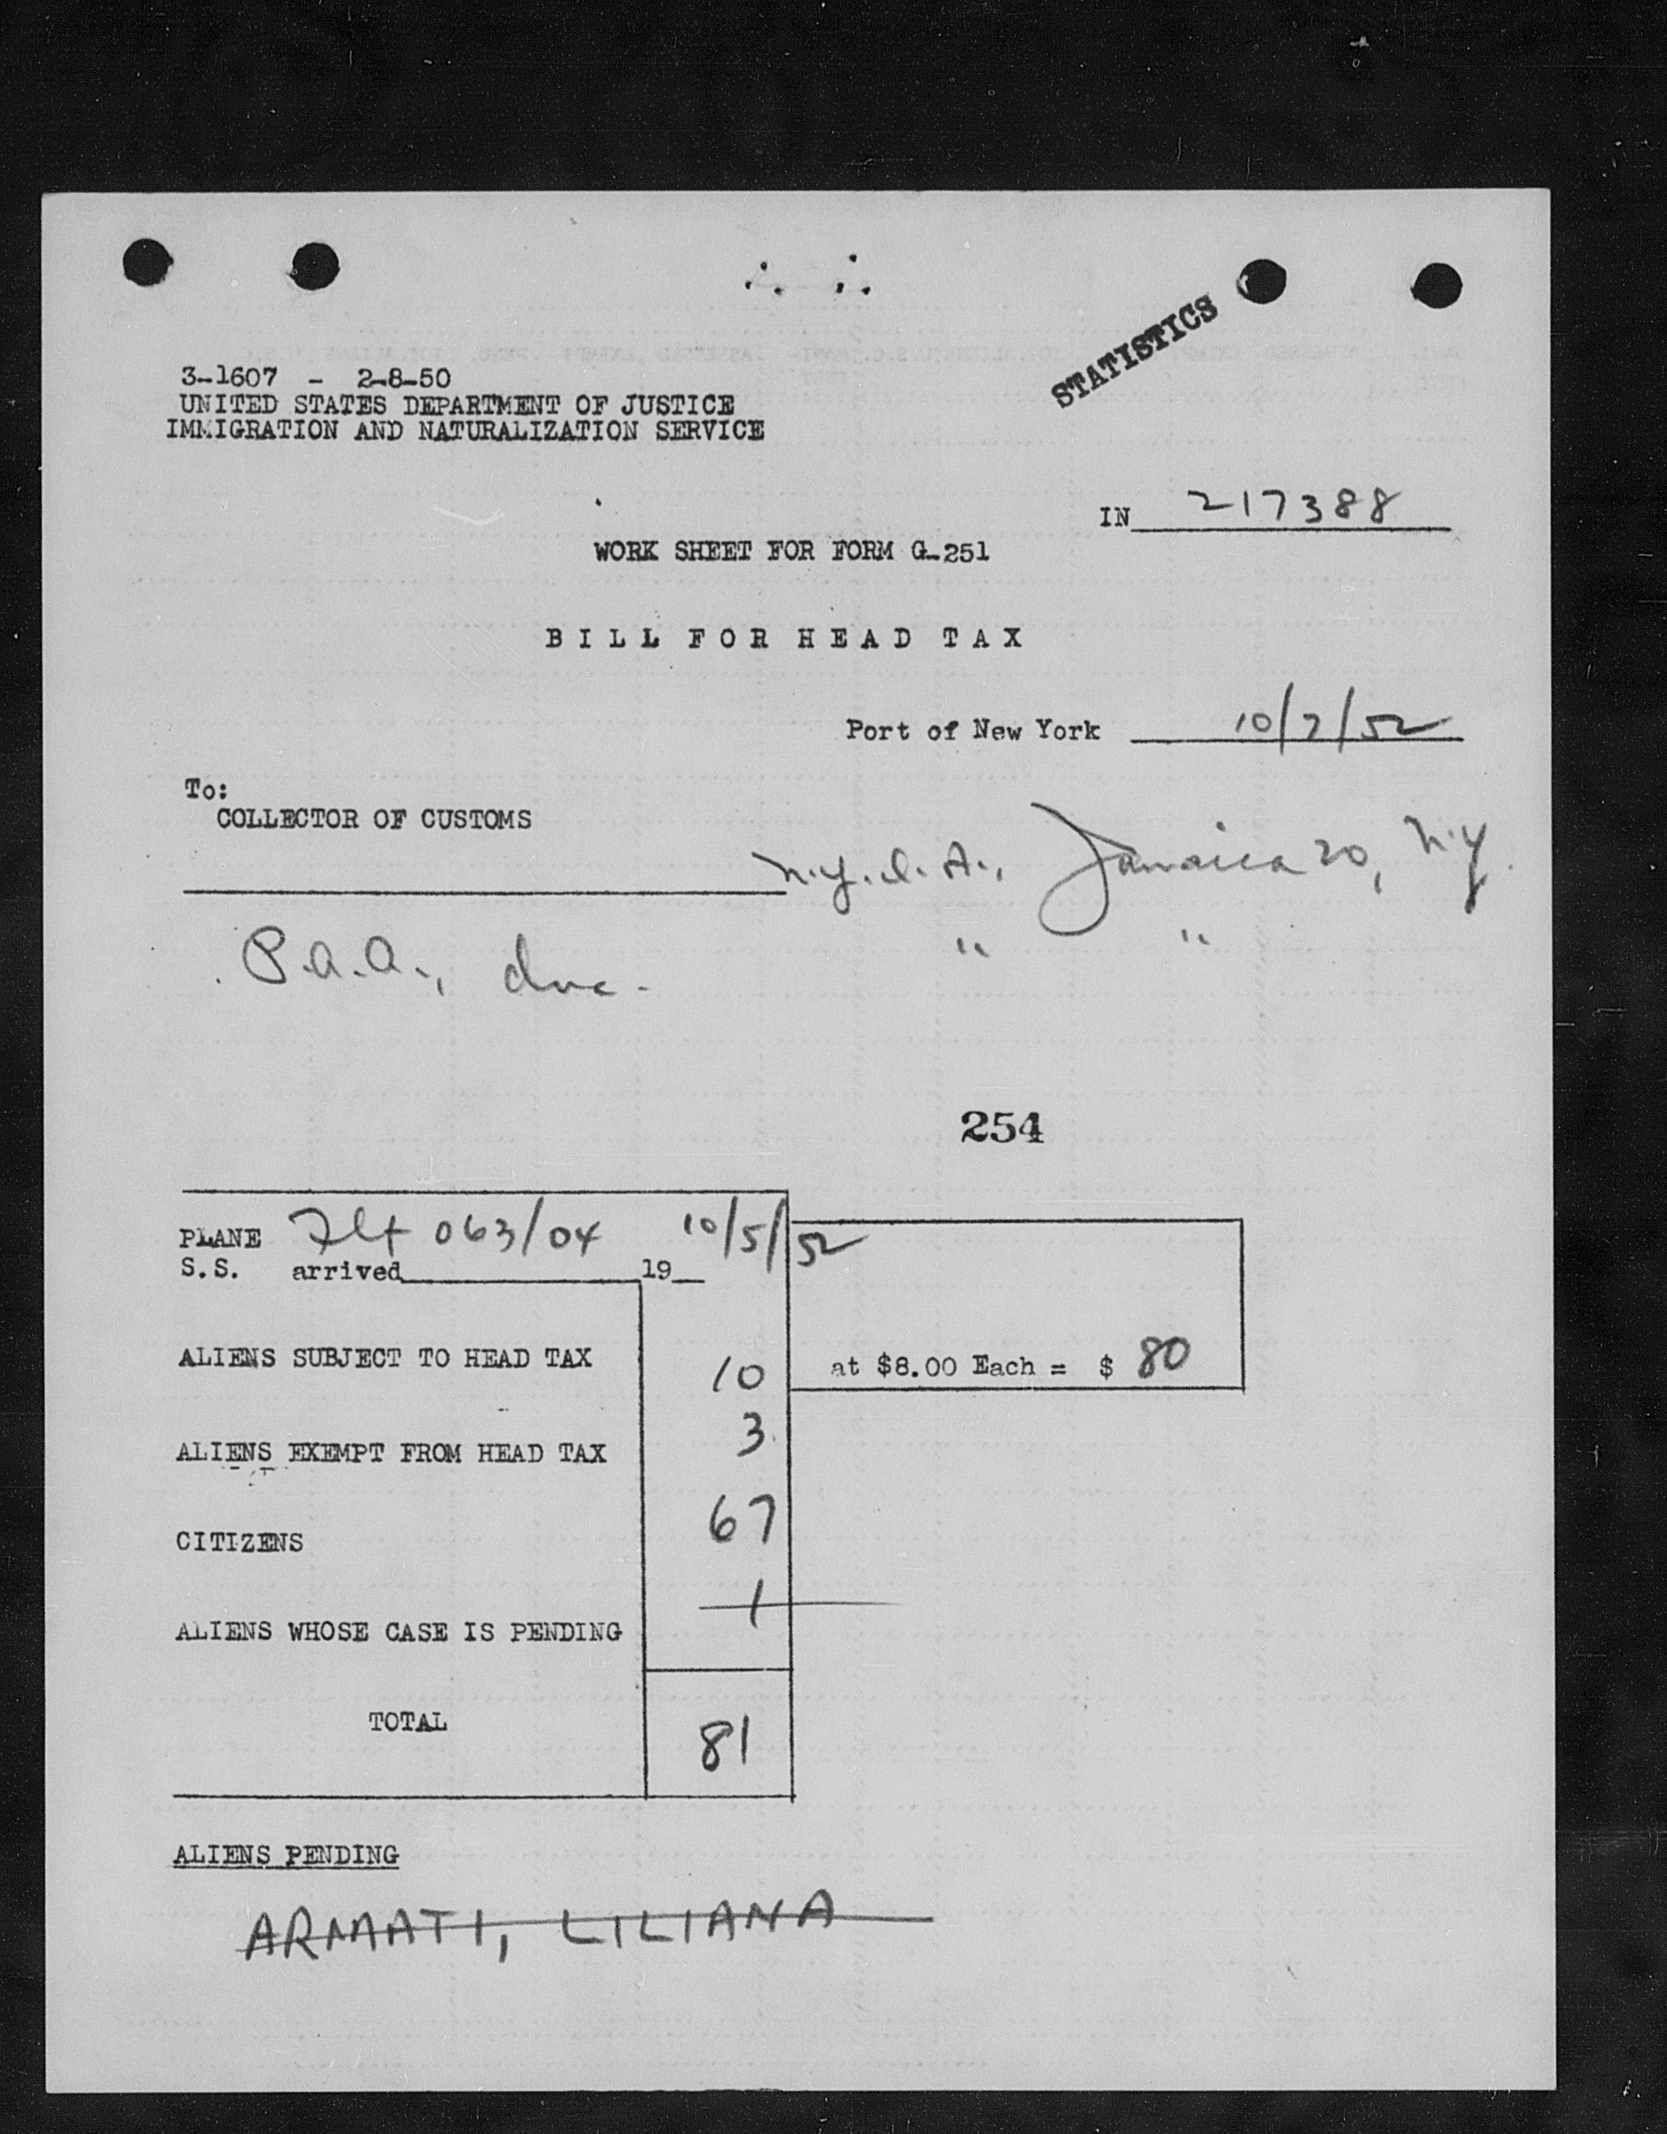 STATISTICS
3-1607 - 2-8-50
UNITED STATES DEPARTMENT OF JUSTICE
IMMIGRATION AND NATURALIZATION SERVICE
IN 217388
WORK SHEET FOR FORM G-251
BILL FOR HEAD TAX
Port of New York 10/7/52
To:
COLLECTOR OF CUSTOMS
N.Y.I.A., Jamaica 20, N.Y.
P.A.A., Inc. " "
254
PLANE Flt 063/04 10/5/52
S.S. arrived 19
ALIENS SUBJECT TO HEAD TAX 10 at $8.00 Each = $ 80
ALIENS EXEMPT FROM HEAD TAX 3
CITIZENS 67
ALIENS WHOSE CASE IS PENDING 1
TOTAL 81
ALIENS PENDING
ARMATI, LILIANA